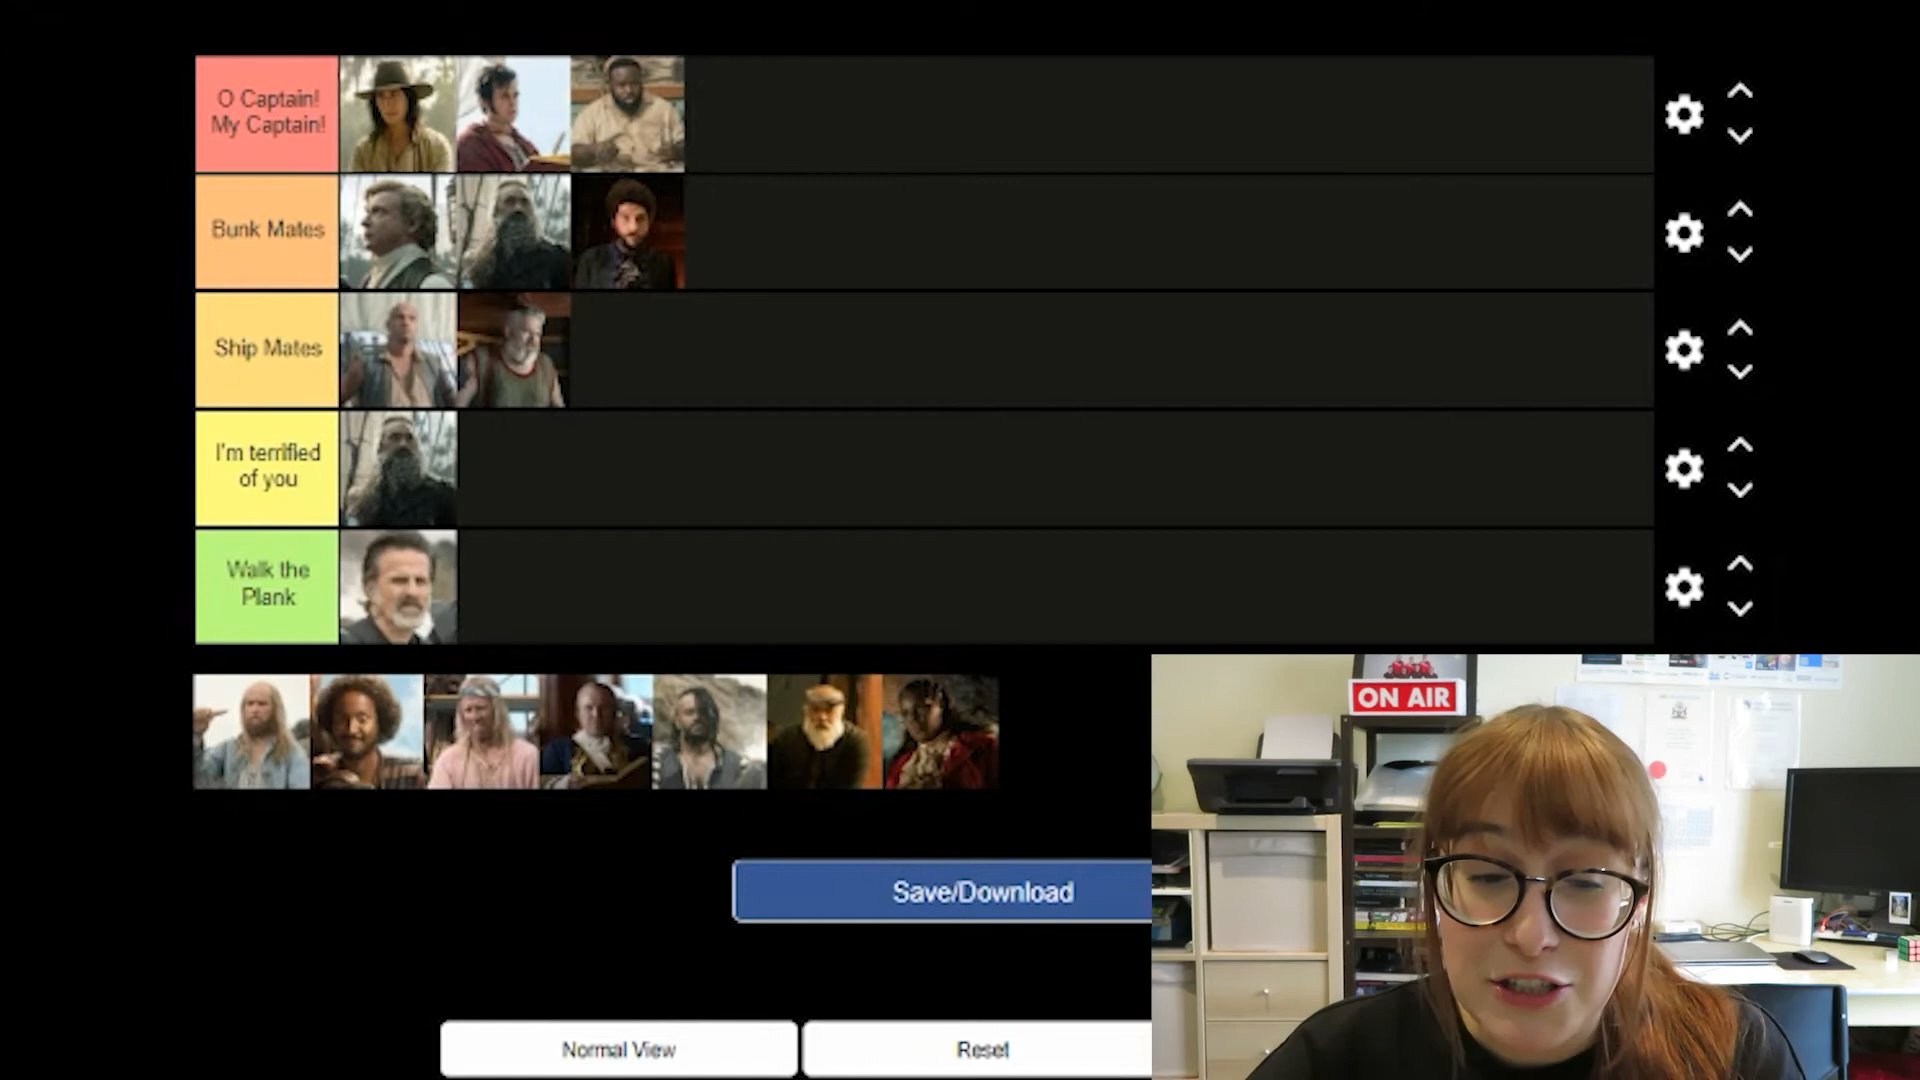 O Captain!
My Captain!
Bunk Mates
Ship Mates
I'm terrified
of you
Walk the
Plank
ON AIR
Save/Download
Normal View
Reset